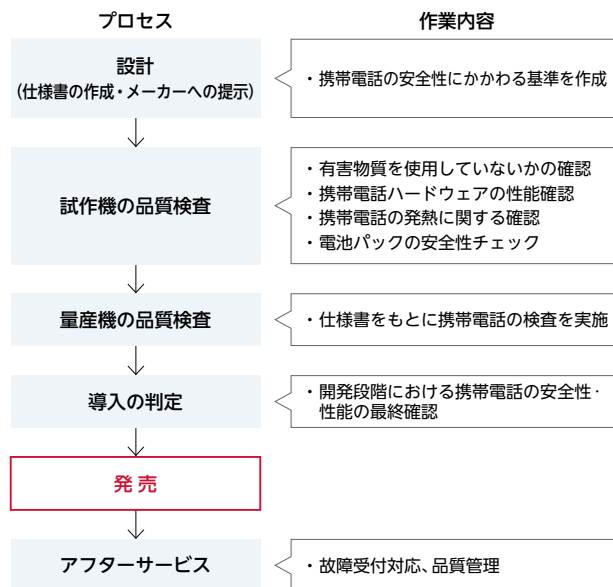 プロセス
作業内容
設計
(仕様書の作成・メーカーへの提示)
・携帯電話の安全性にかかわる基準を作成
試作機の品質検査
・有害物質を使用していないかの確認
・携帯電話ハードウェアの性能確認
・携帯電話の発熱に関する確認
・電池パックの安全性チェック
量産機の品質検査
・仕様書をもとに携帯電話の検査を実施
導入の判定
・開発段階における携帯電話の安全性・
性能の最終確認
発売
アフターサービス
・故障受付対応、品質管理